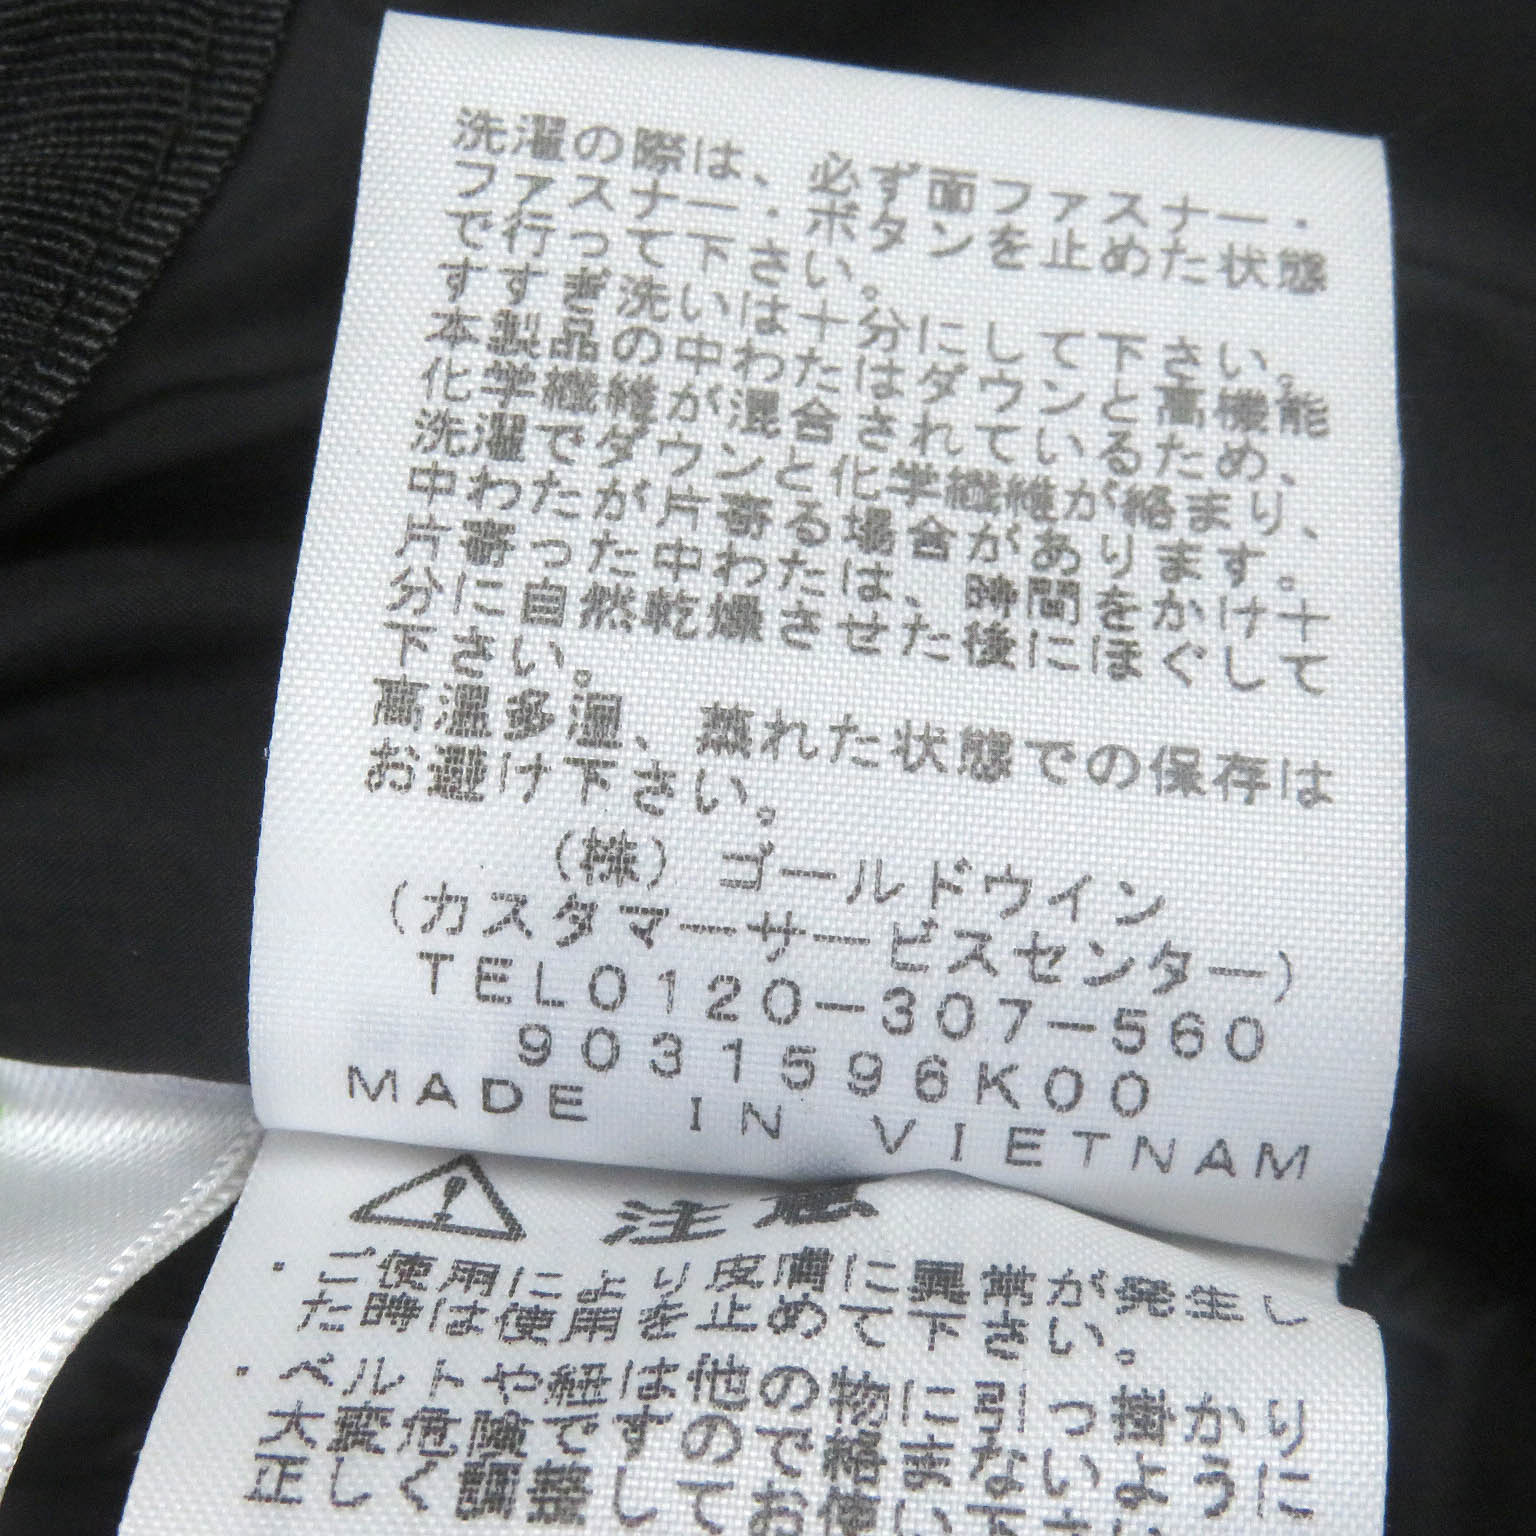 洗濯の際は、必ず面ファスナー・
ファスナー・ボタンを止めた状態
で行って下さい。
すすぎ洗いは十分にして下さい。
本製品の中わたはダウンと高機能
化学繊維が混合されているため、
洗濯でダウンと化学繊維が絡まり、
中わたが片寄る場合があります。
片寄った中わたは、時間をかけ十
分に自然乾燥させた後にほぐして
下さい。
高温多湿、蒸れた状態での保存は
お避け下さい。
(株)ゴールドウイン
(カスタマーサービスセンター)
TEL0120-307-560
9031596K00
MADE IN VIETNAM
注意
・ご使用により皮膚に異常が発生し
た時は使用を止めて下さい。
・ベルトや紐は他の物に引っ掛かり
大変危険ですので絡まないように
正しく調整してお使い下さい